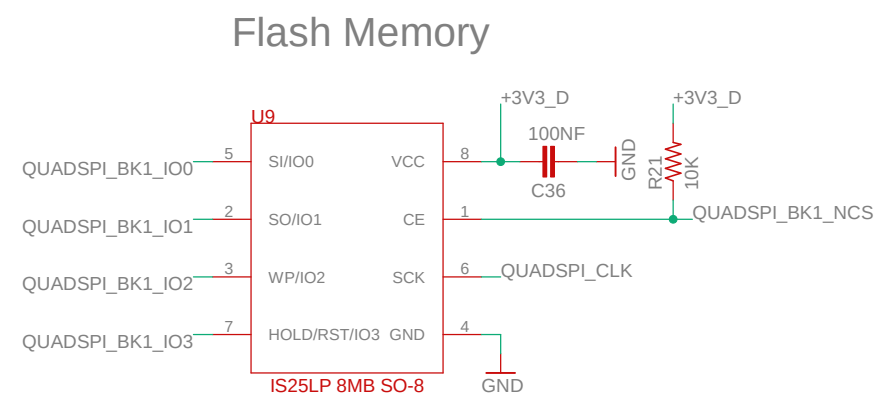 Flash Memory
+3V3_D
+3V3_D
U9
100NF
GND
R21
10K
C36
QUADSPI_BK1_IO0
5
SI/IO0
VCC
8
QUADSPI_BK1_IO1
2
SO/IO1
CE
1
QUADSPI_BK1_NCS
QUADSPI_BK1_IO2
3
WP/IO2
SCK
6
QUADSPI_CLK
QUADSPI_BK1_IO3
7
HOLD/RST/IO3
GND
4
IS25LP 8MB SO-8
GND